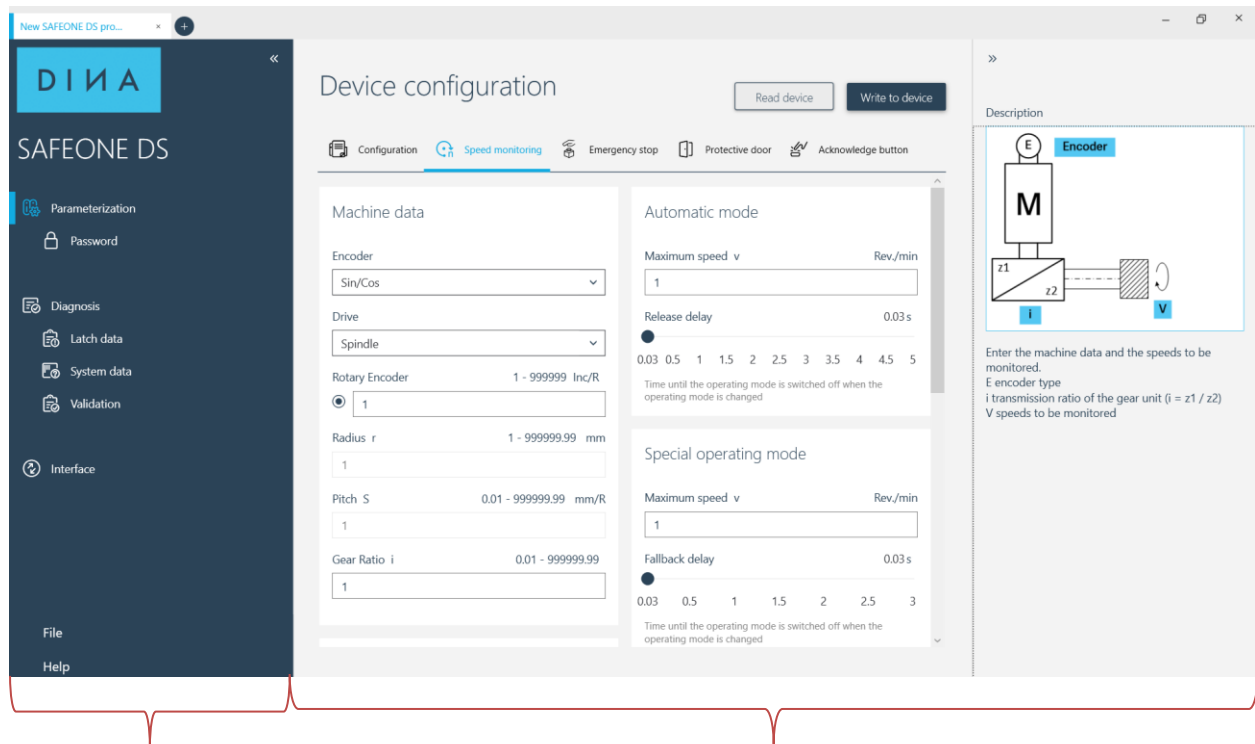 New SAFEONE DS pro...
DINA
SAFEONE DS
Parameterization
Password
Diagnosis
Latch data
System data
Validation
Interface
File
Help
Device configuration
Read device
Write to device
Configuration
Speed monitoring
Emergency stop
Protective door
Acknowledge button
Machine data
Encoder
Sin/Cos
Drive
Spindle
Rotary Encoder 1 - 999999 Inc/R
1
Radius r 1 - 999999.99 mm
1
Pitch S 0.01 - 999999.99 mm/R
1
Gear Ratio i 0.01 - 999999.99
1
Automatic mode
Maximum speed v Rev./min
1
Release delay 0.03 s
0.03 0.5 1 1.5 2 2.5 3 3.5 4 4.5 5
Time until the operating mode is switched off when the
operating mode is changed
Special operating mode
Maximum speed v Rev./min
1
Fallback delay 0.03 s
0.03 0.5 1 1.5 2 2.5 3
Time until the operating mode is switched off when the
operating mode is changed
Description
E Encoder
M
z1
z2
i
V
Enter the machine data and the speeds to be
monitored.
E encoder type
i transmission ratio of the gear unit (i = z1 / z2)
V speeds to be monitored